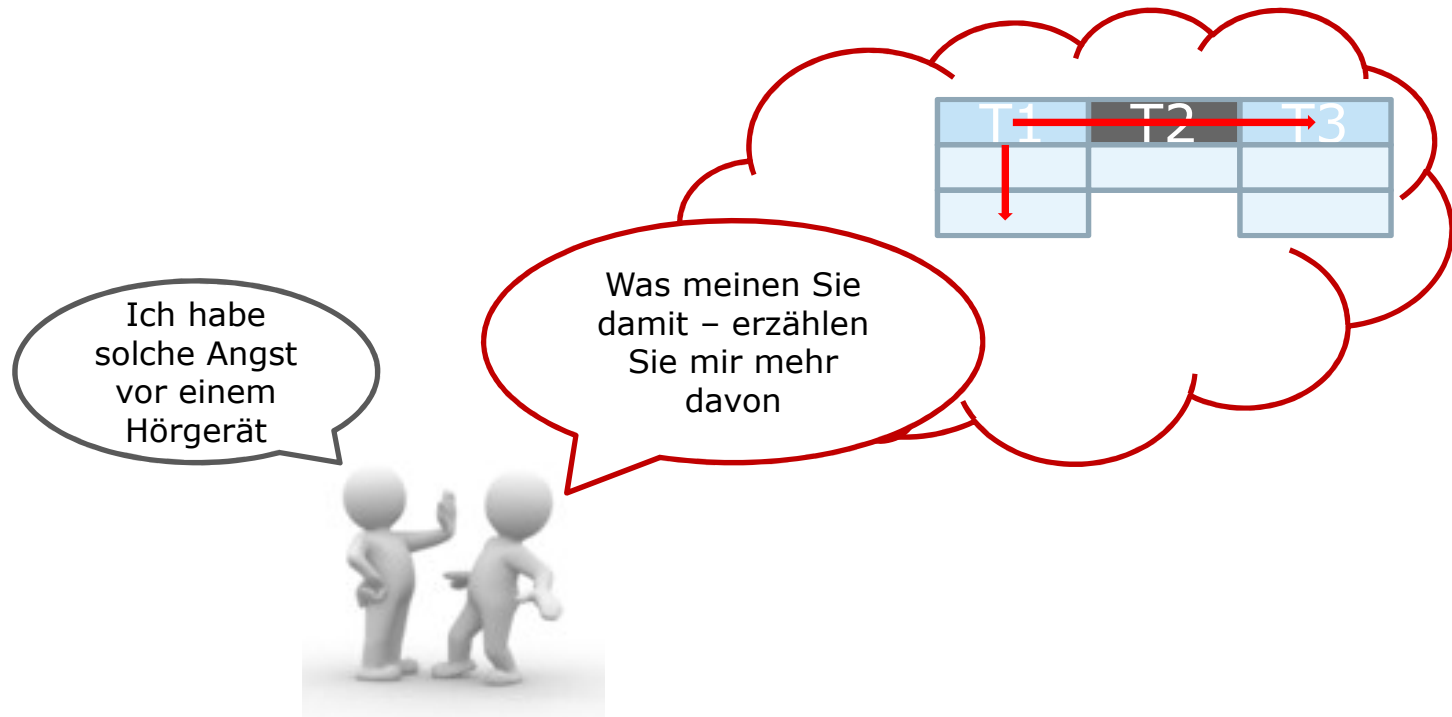 T1 T2 T3
Was meinen Sie
damit – erzählen
Sie mir mehr
davon
Ich habe
solche Angst
vor einem
Hörgerät